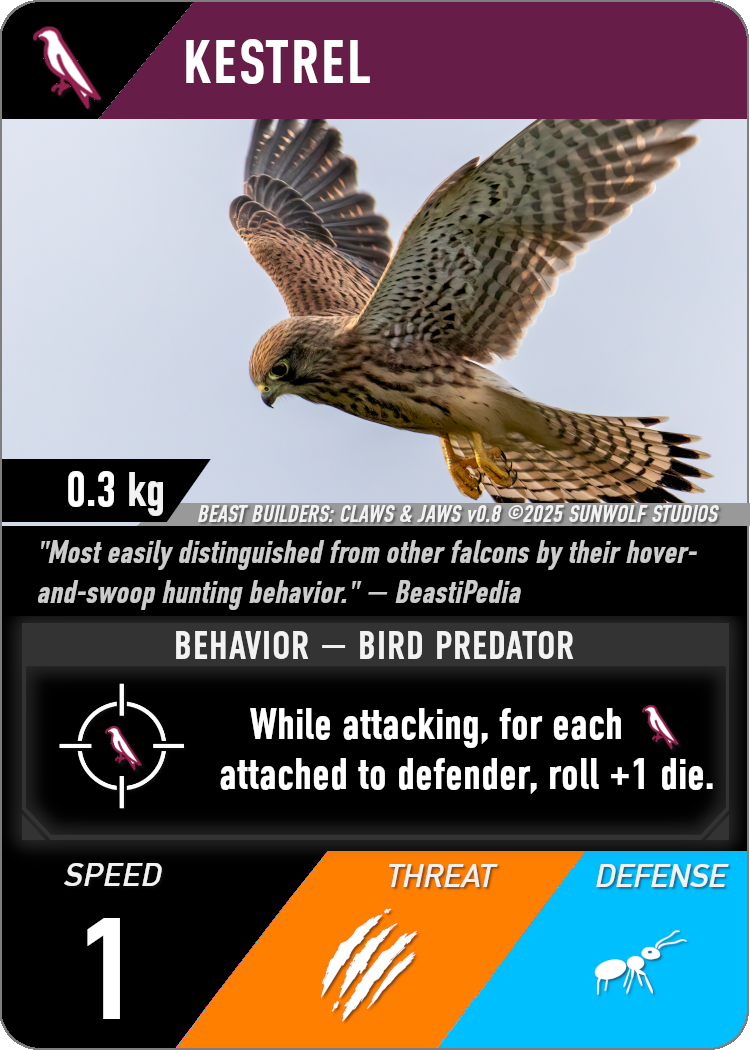 KESTREL
0.3 kg
BEAST BUILDERS: CLAWS & JAWS v0.8 ©2025 SUNWOLF STUDIOS
"Most easily distinguished from other falcons by their hover-
and-swoop hunting behavior." — BeastiPedia
BEHAVIOR — BIRD PREDATOR
While attacking, for each
attached to defender, roll +1 die.
SPEED
THREAT
DEFENSE
1